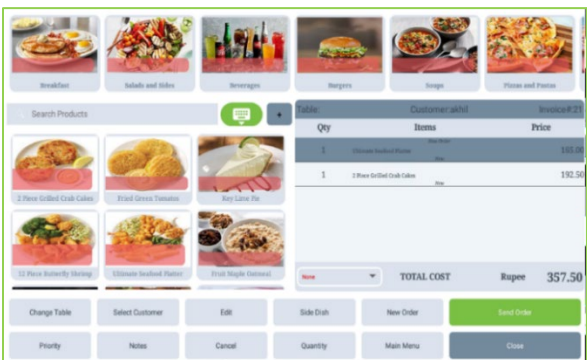 Breakfast
Salads and Sides
Beverages
Burgers
Soups
Pizzas and Pastas
Search Products
+
Table:
Customer:akhil
Invoice#:21
Qty
Items
Price
1
Ultimate Seafood Platter
165.00
1
2 Piece Grilled Crab Cakes
192.50
2 Piece Grilled Crab Cakes
Fried Green Tomatos
Key Lime Pie
12 Piece Butterfly Shrimp
Ultimate Seafood Platter
Fruit Maple Oatmeal
None
TOTAL COST
Rupee
357.50
Change Table
Select Customer
Edit
Side Dish
New Order
Send Order
Priority
Notes
Cancel
Quantity
Main Menu
Close